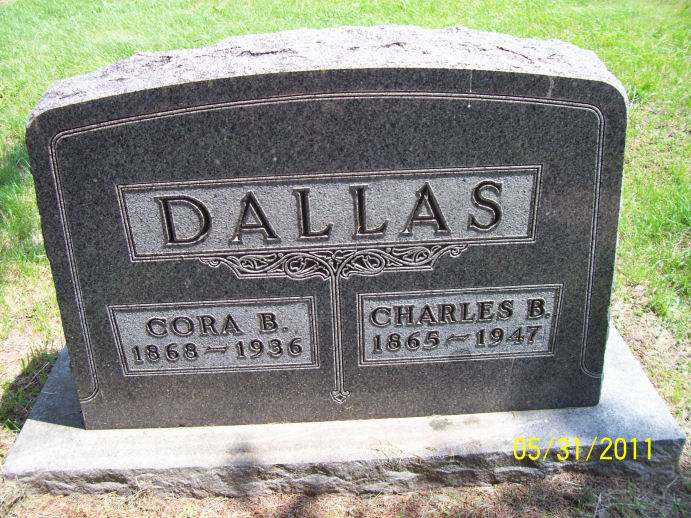 DALLAS
CORA B.
1868 – 1936
CHARLES B.
1865 – 1947
05/31/2011